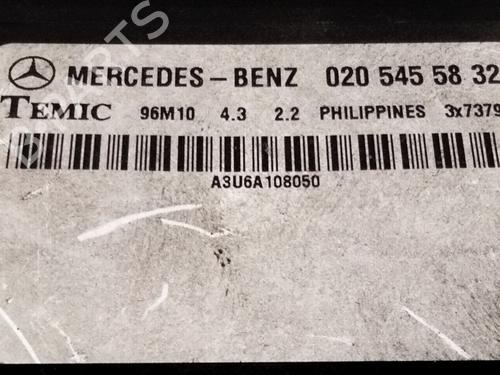 MERCEDES – BENZ 020 545 58 32
TEMIC 96M10 4.3 2.2 PHILIPPINES 3x7379
A3U6A108050